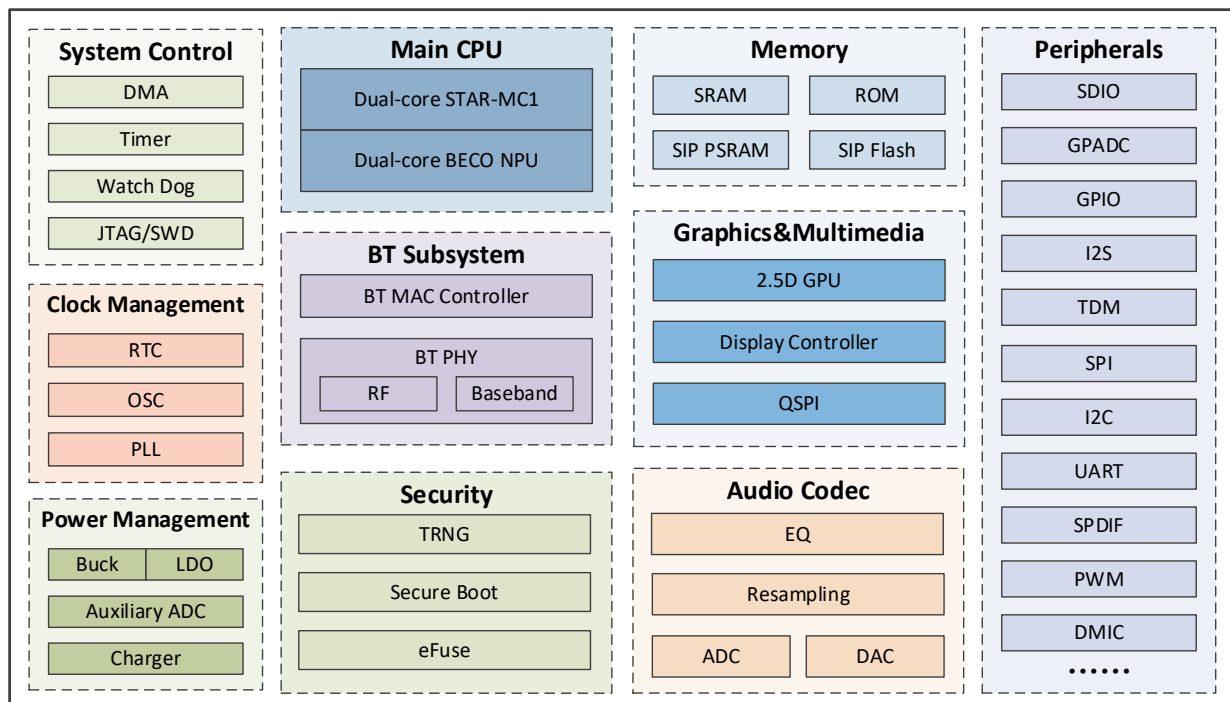 System Control
DMA
Timer
Watch Dog
JTAG/SWD
Clock Management
RTC
OSC
PLL
Power Management
Buck LDO
Auxiliary ADC
Charger
Main CPU
Dual-core STAR-MC1
Dual-core BECO NPU
BT Subsystem
BT MAC Controller
BT PHY
RF Baseband
Security
TRNG
Secure Boot
eFuse
Memory
SRAM ROM
SIP PSRAM SIP Flash
Graphics&Multimedia
2.5D GPU
Display Controller
QSPI
Audio Codec
EQ
Resampling
ADC DAC
Peripherals
SDIO
GPADC
GPIO
I2S
TDM
SPI
I2C
UART
SPDIF
PWM
DMIC
······